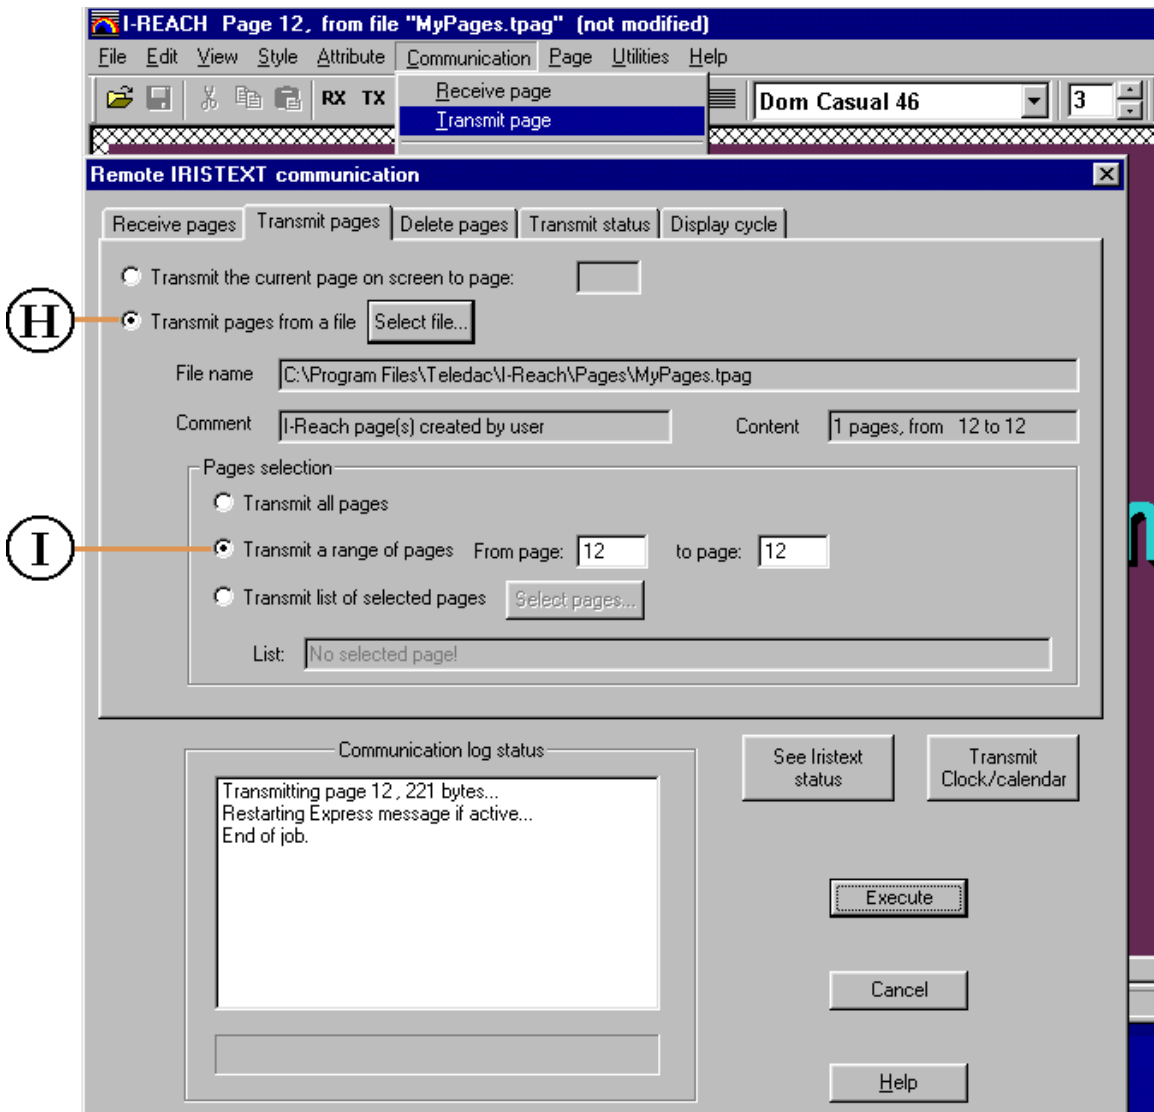 I-REACH Page 12, from file "MyPages.tpag" (not modified)
File Edit View Style Attribute Communication Page Utilities Help
RX TX Dom Casual 46 3
Receive page
Transmit page
Remote IRISTEXT communication
Receive pages Transmit pages Delete pages Transmit status Display cycle
Transmit the current page on screen to page:
H Transmit pages from a file Select file...
File name C:\Program Files\Teledac\I-Reach\Pages\MyPages.tpag
Comment I-Reach page(s) created by user Content 1 pages, from 12 to 12
Pages selection
Transmit all pages
I Transmit a range of pages From page: 12 to page: 12
Transmit list of selected pages Select pages...
List: No selected page!
Communication log status
See Iristext status
Transmit Clock/calendar
Transmitting page 12 , 221 bytes...
Restarting Express message if active...
End of job.
Execute
Cancel
Help